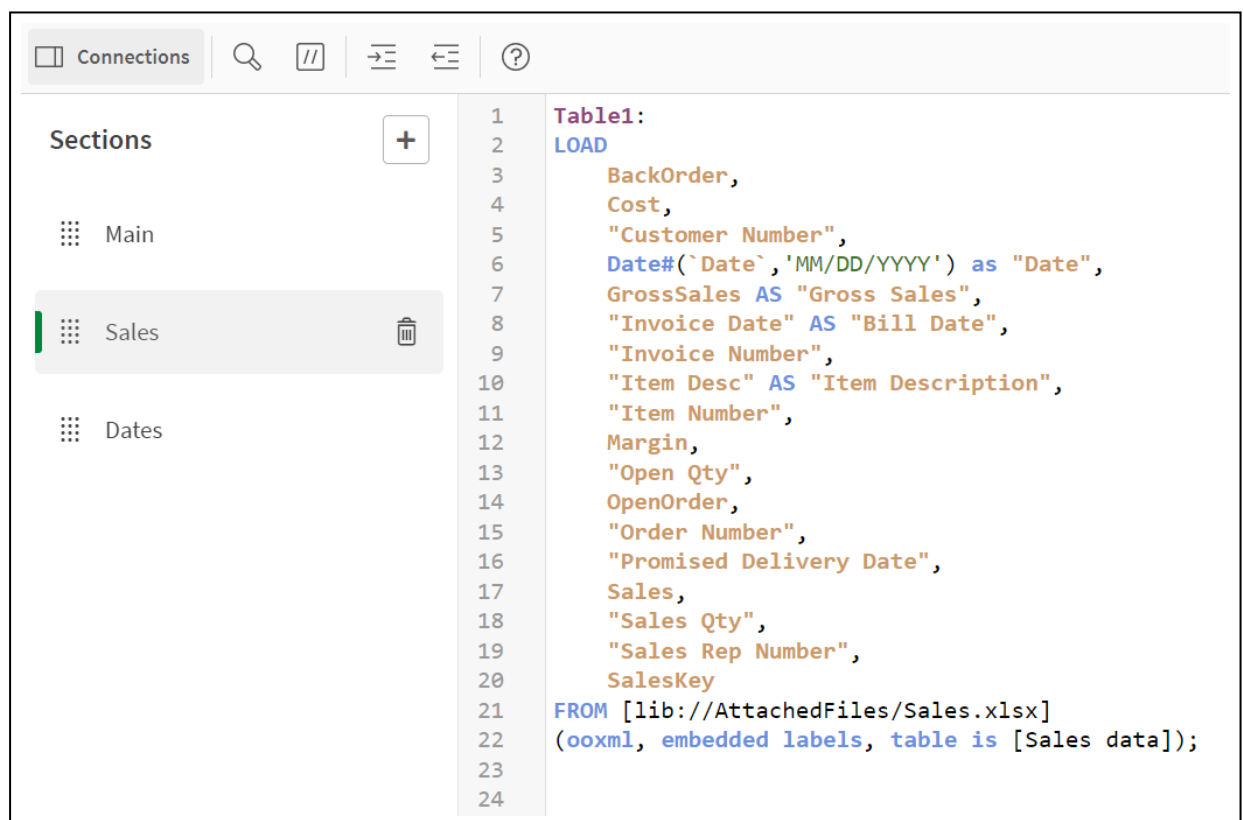 Connections
Sections
+
Main
Sales
Dates
1 Table1:
2 LOAD
3 BackOrder,
4 Cost,
5 "Customer Number",
6 Date#(`Date`,'MM/DD/YYYY') as "Date",
7 GrossSales AS "Gross Sales",
8 "Invoice Date" AS "Bill Date",
9 "Invoice Number",
10 "Item Desc" AS "Item Description",
11 "Item Number",
12 Margin,
13 "Open Qty",
14 OpenOrder,
15 "Order Number",
16 "Promised Delivery Date",
17 Sales,
18 "Sales Qty",
19 "Sales Rep Number",
20 SalesKey
21 FROM [lib://AttachedFiles/Sales.xlsx]
22 (ooxml, embedded labels, table is [Sales data]);
23
24